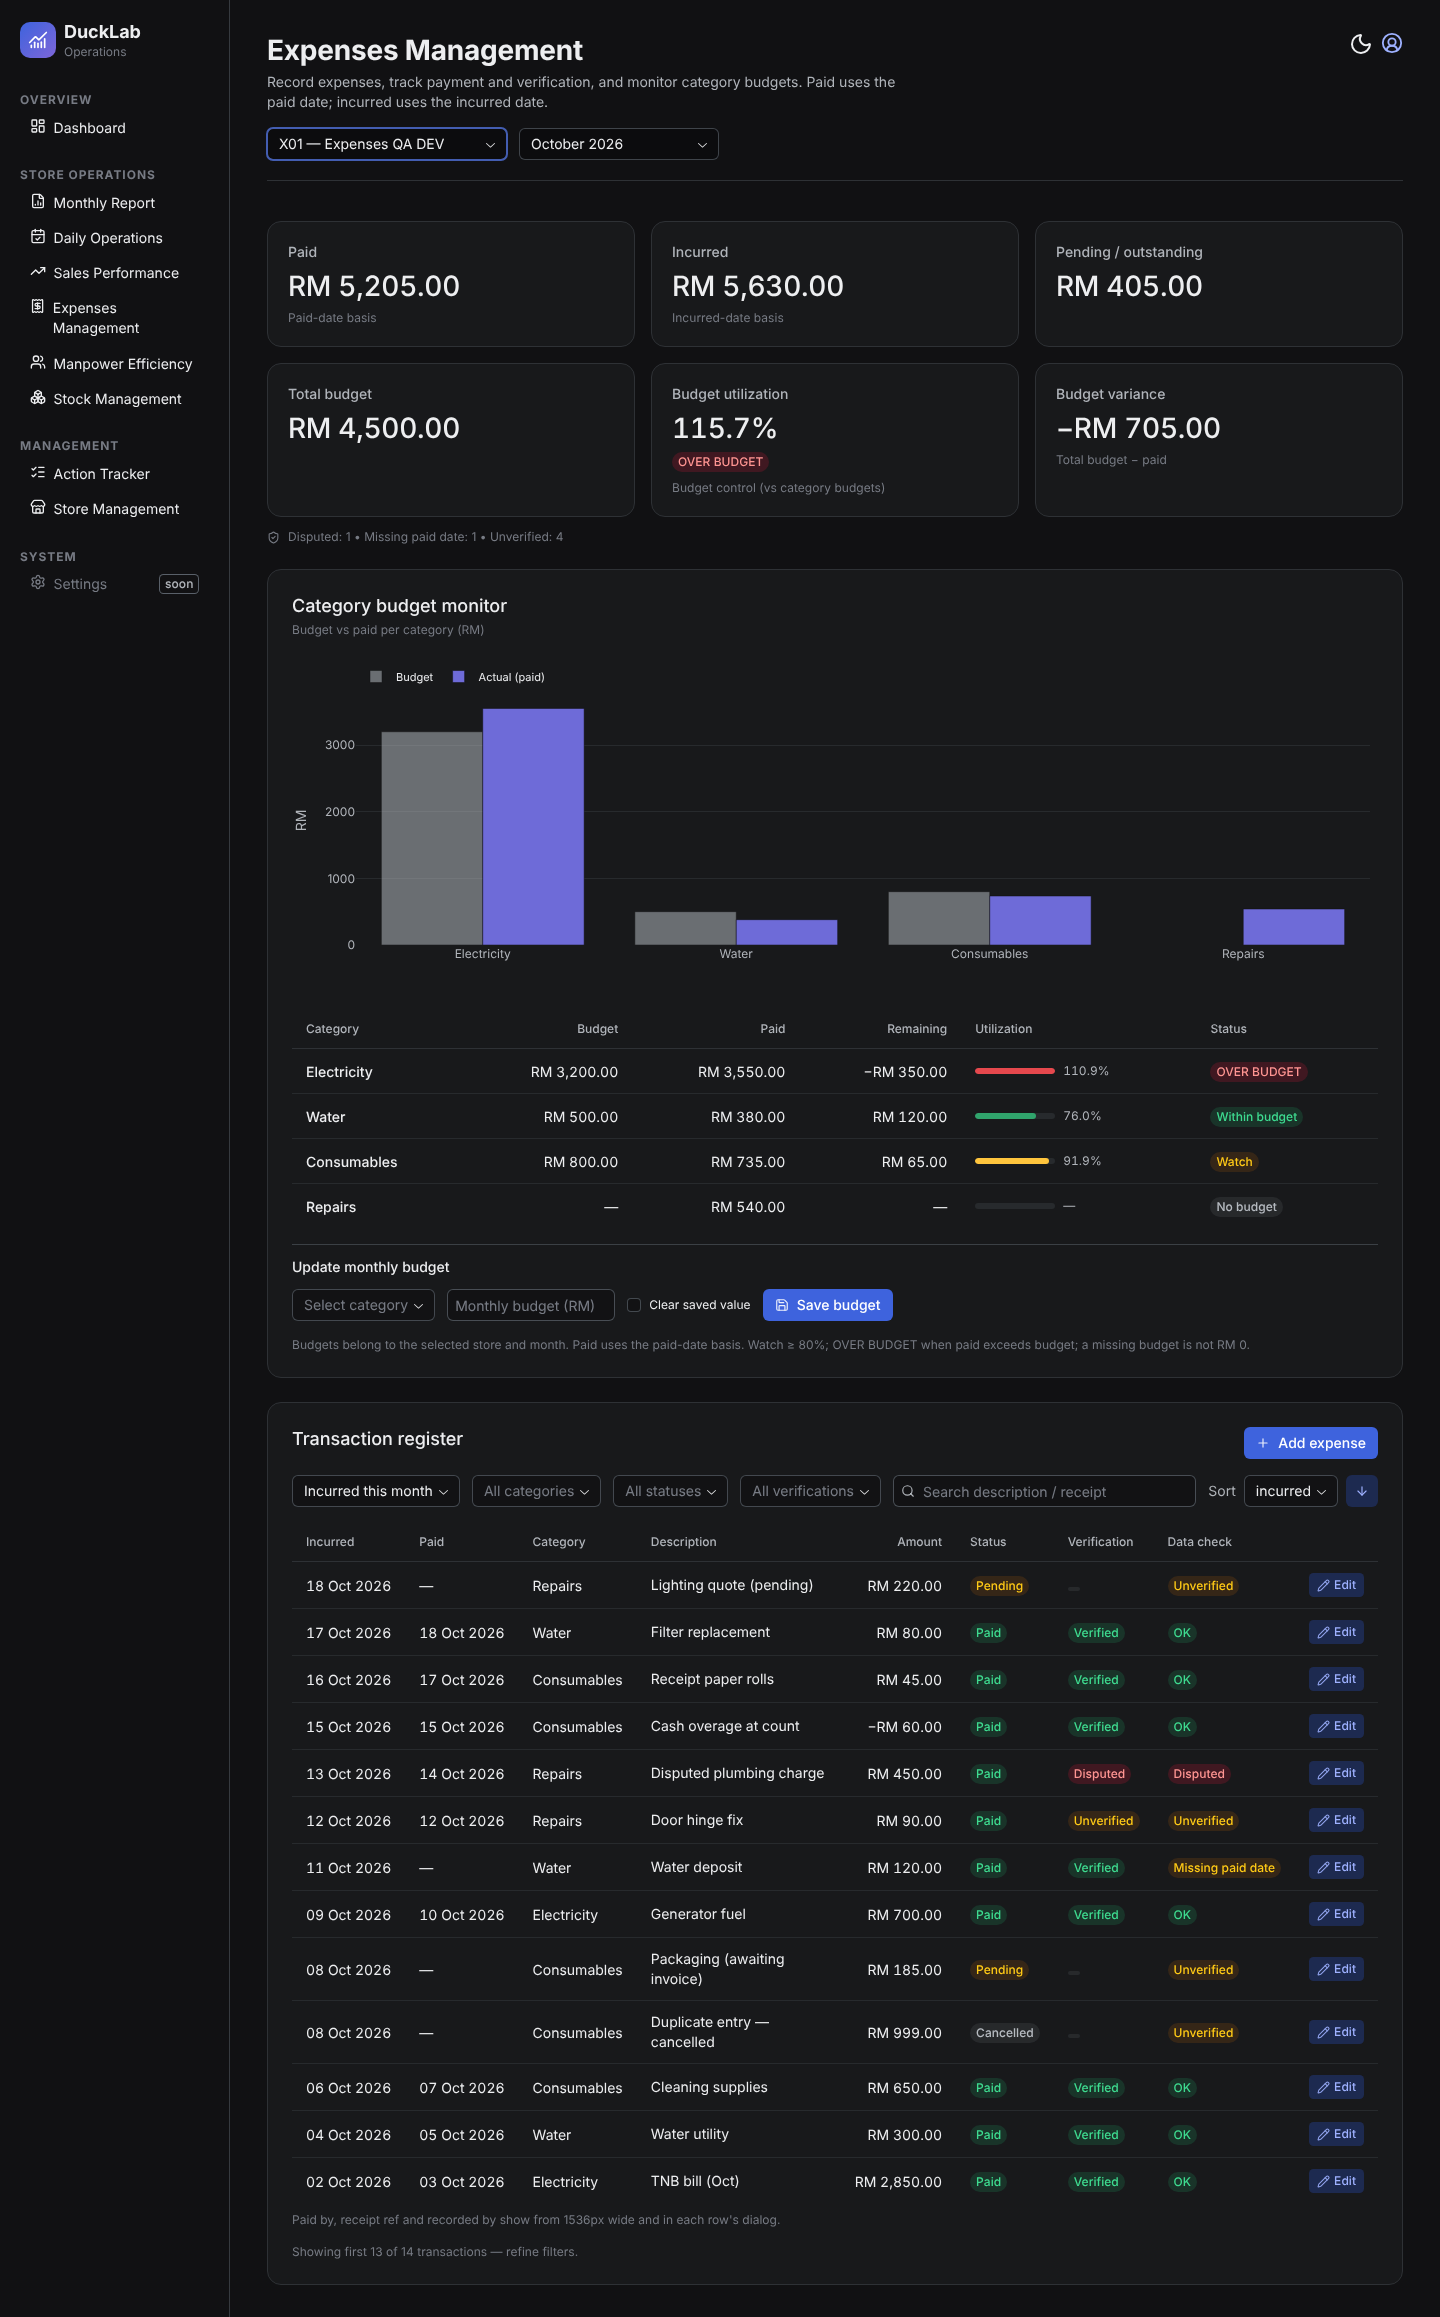 DuckLab
Operations
OVERVIEW
Dashboard
STORE OPERATIONS
Monthly Report
Daily Operations
Sales Performance
Expenses
Management
Manpower Efficiency
Stock Management
MANAGEMENT
Action Tracker
Store Management
SYSTEM
Settings soon
Expenses Management
Record expenses, track payment and verification, and monitor category budgets. Paid uses the
paid date; incurred uses the incurred date.
X01 — Expenses QA DEV October 2026
Paid
RM 5,205.00
Paid-date basis
Incurred
RM 5,630.00
Incurred-date basis
Pending / outstanding
RM 405.00
Total budget
RM 4,500.00
Budget utilization
115.7%
OVER BUDGET
Budget control (vs category budgets)
Budget variance
−RM 705.00
Total budget − paid
Disputed: 1 • Missing paid date: 1 • Unverified: 4
Category budget monitor
Budget vs paid per category (RM)
Budget Actual (paid)
3000
2000
1000
0
RM
Electricity Water Consumables Repairs
Category Budget Paid Remaining Utilization Status
Electricity RM 3,200.00 RM 3,550.00 −RM 350.00 110.9% OVER BUDGET
Water RM 500.00 RM 380.00 RM 120.00 76.0% Within budget
Consumables RM 800.00 RM 735.00 RM 65.00 91.9% Watch
Repairs — RM 540.00 — — No budget
Update monthly budget
Select category Monthly budget (RM) Clear saved value Save budget
Budgets belong to the selected store and month. Paid uses the paid-date basis. Watch ≥ 80%; OVER BUDGET when paid exceeds budget; a missing budget is not RM 0.
Transaction register
Add expense
Incurred this month All categories All statuses All verifications Search description / receipt Sort incurred
Incurred Paid Category Description Amount Status Verification Data check
18 Oct 2026 — Repairs Lighting quote (pending) RM 220.00 Pending — Unverified Edit
17 Oct 2026 18 Oct 2026 Water Filter replacement RM 80.00 Paid Verified OK Edit
16 Oct 2026 17 Oct 2026 Consumables Receipt paper rolls RM 45.00 Paid Verified OK Edit
15 Oct 2026 15 Oct 2026 Consumables Cash overage at count −RM 60.00 Paid Verified OK Edit
13 Oct 2026 14 Oct 2026 Repairs Disputed plumbing charge RM 450.00 Paid Disputed Disputed Edit
12 Oct 2026 12 Oct 2026 Repairs Door hinge fix RM 90.00 Paid Unverified Unverified Edit
11 Oct 2026 — Water Water deposit RM 120.00 Paid Verified Missing paid date Edit
09 Oct 2026 10 Oct 2026 Electricity Generator fuel RM 700.00 Paid Verified OK Edit
08 Oct 2026 — Consumables Packaging (awaiting
invoice) RM 185.00 Pending — Unverified Edit
08 Oct 2026 — Consumables Duplicate entry —
cancelled RM 999.00 Cancelled — Unverified Edit
06 Oct 2026 07 Oct 2026 Consumables Cleaning supplies RM 650.00 Paid Verified OK Edit
04 Oct 2026 05 Oct 2026 Water Water utility RM 300.00 Paid Verified OK Edit
02 Oct 2026 03 Oct 2026 Electricity TNB bill (Oct) RM 2,850.00 Paid Verified OK Edit
Paid by, receipt ref and recorded by show from 1536px wide and in each row's dialog.
Showing first 13 of 14 transactions — refine filters.